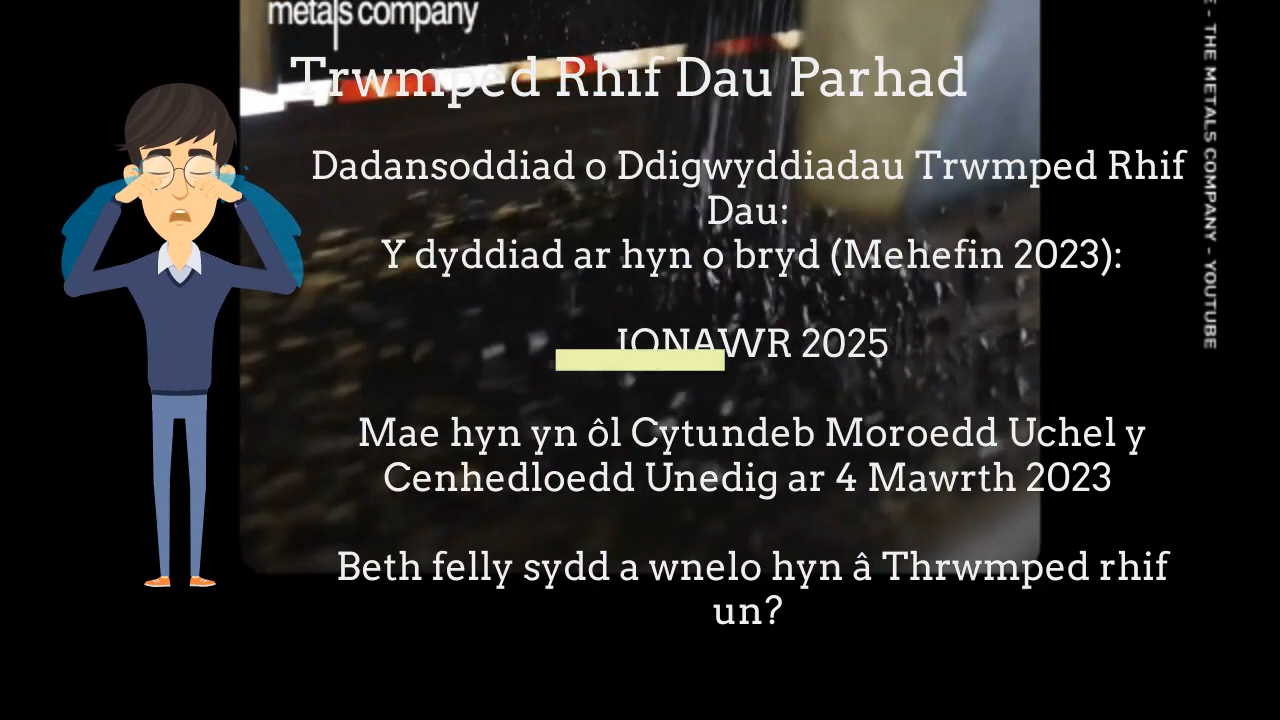 metals company
Trwmped Rhif Dau Parhad
Dadansoddiad o Ddigwyddiadau Trwmped Rhif
Dau:
Y dyddiad ar hyn o bryd (Mehefin 2023):
IONAWR 2025
Mae hyn yn ôl Cytundeb Moroedd Uchel y
Cenhedloedd Unedig ar 4 Mawrth 2023
Beth felly sydd a wnelo hyn â Thrwmped rhif
un?
- THE METALS COMPANY - YOUTUBE